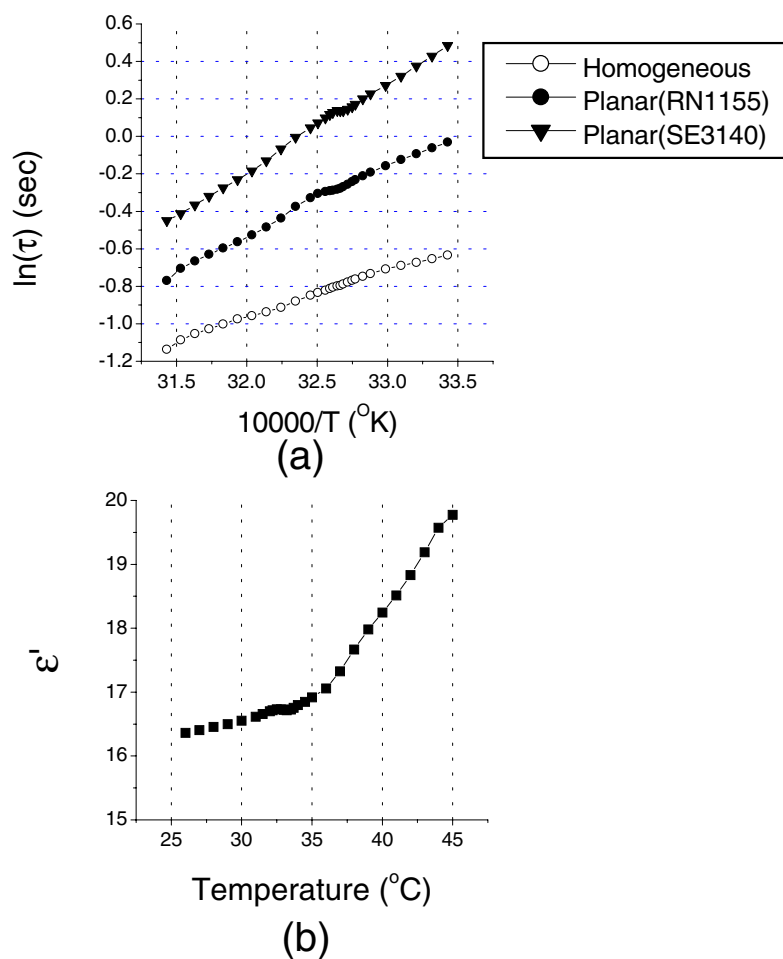 0.6
0.4
0.2
0.0
-0.2
-0.4
-0.6
-0.8
-1.0
-1.2
ln(τ) (sec)
31.5 32.0 32.5 33.0 33.5
10000/T (°K)
Homogeneous
Planar(RN1155)
Planar(SE3140)
(a)
20
19
18
17
16
15
ε'
25 30 35 40 45
Temperature (°C)
(b)